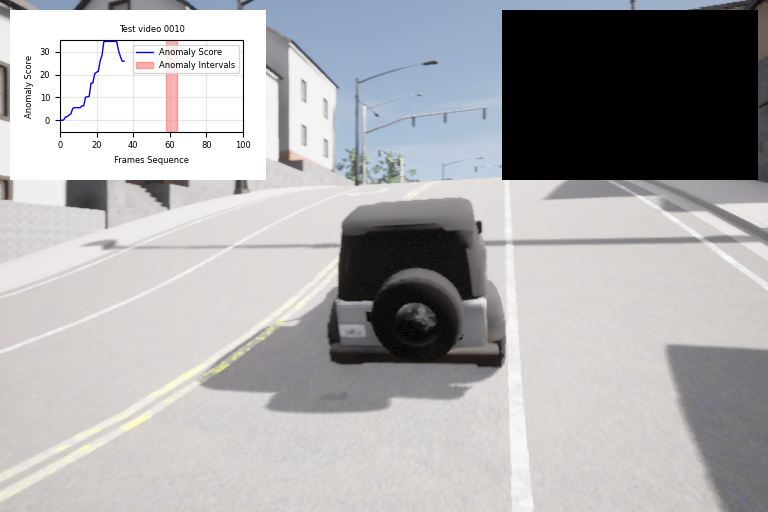 Test video 0010
Anomaly Score
Anomaly Intervals
Anomaly Score
30
20
10
0
0 20 40 60 80 100
Frames Sequence